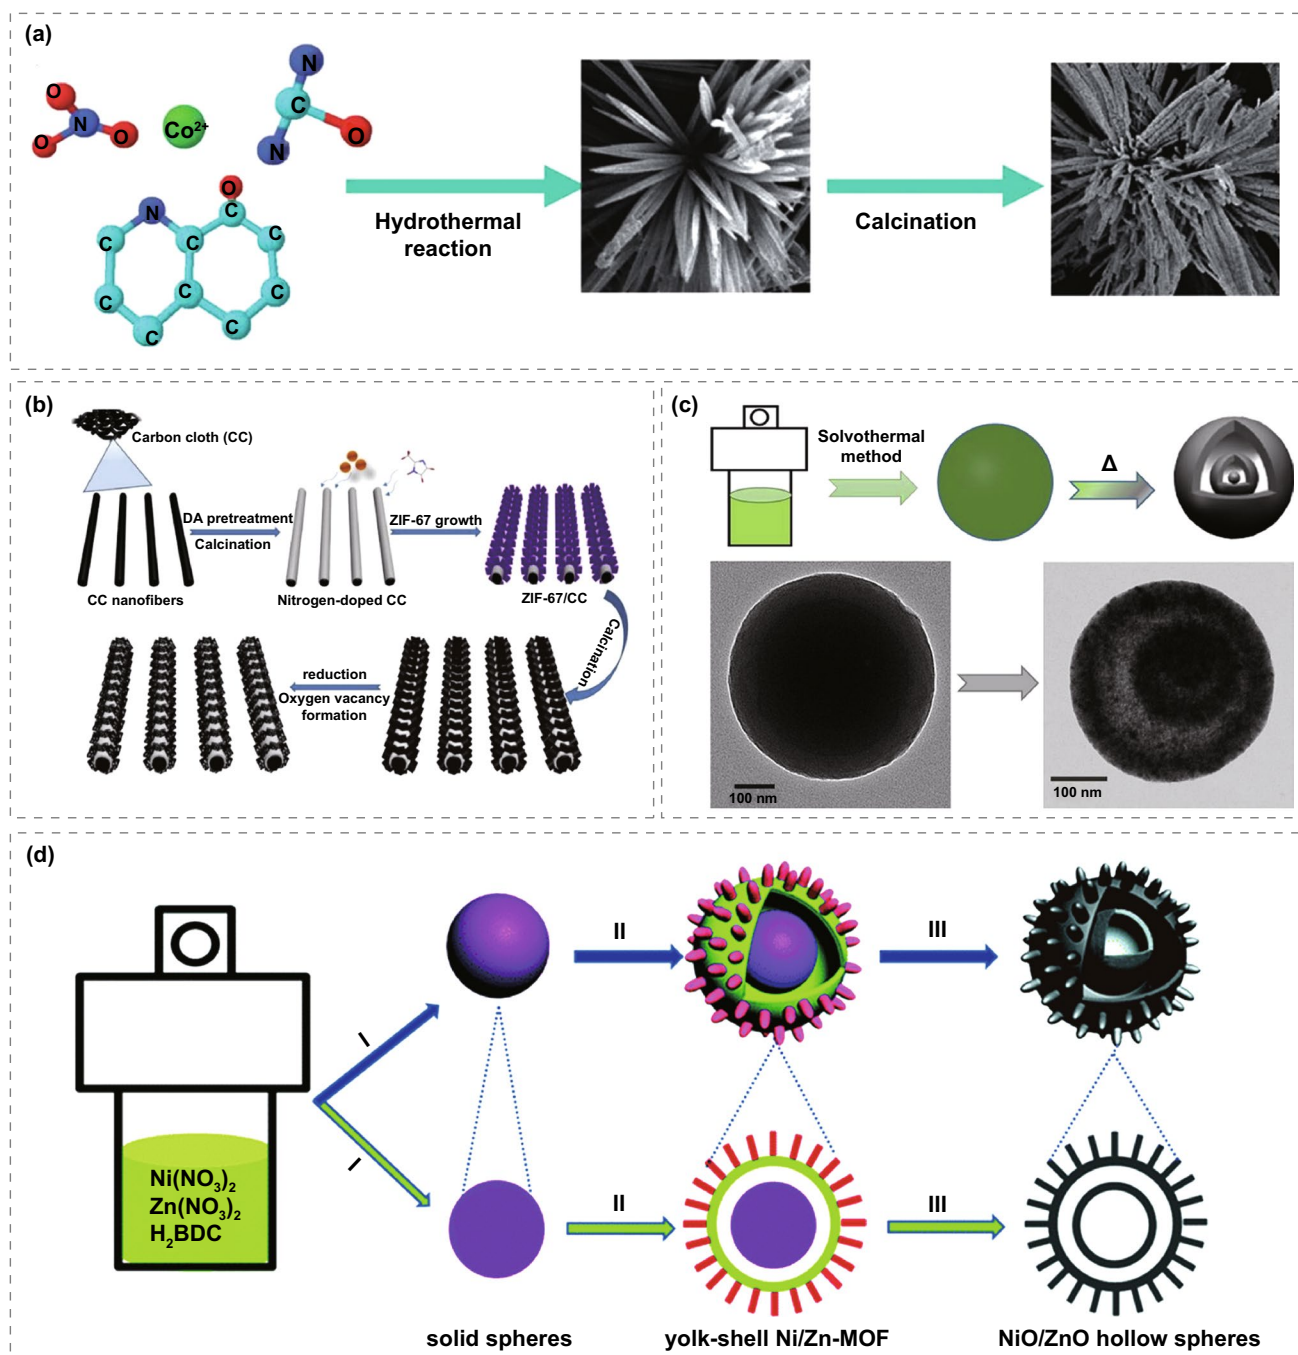 (a)
O
N
O
O
Co²⁺
N
C
O
N
O
N
C
C
C
C
C
C
C
C
C
Hydrothermal
reaction
Calcination
(b)
Carbon cloth (CC)
DA pretreatment
Calcination
ZIF-67 growth
CC nanofibers
Nitrogen-doped CC
ZIF-67/CC
Calcination
reduction
Oxygen vacancy
formation
(c)
Solvothermal
method
Δ
100 nm
100 nm
(d)
Ni(NO₃)₂
Zn(NO₃)₂
H₂BDC
I
I
II
III
II
III
solid spheres
yolk-shell Ni/Zn-MOF
NiO/ZnO hollow spheres